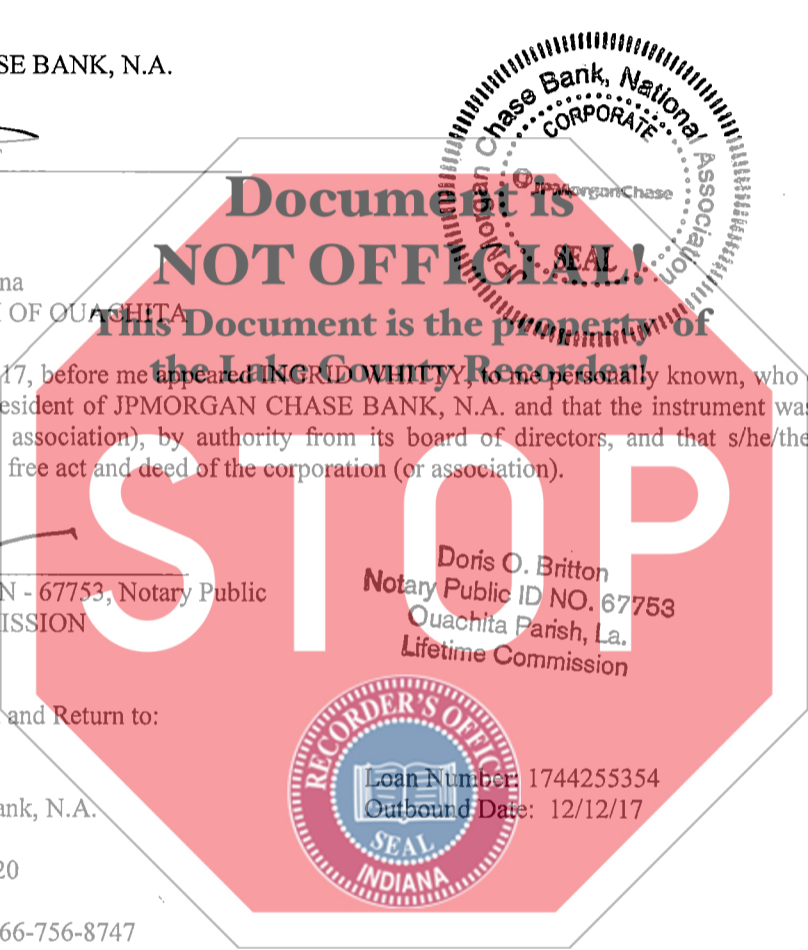 SE BANK, N.A.
JPMorgan Chase Bank, National Association
CORPORATE
JPMorganChase
SEAL
Document is
NOT OFFICIAL!
This Document is the property of
the Lake County Recorder!
na
OF OUACHITA
17, before me appeared INGRID WHITTY, to me personally known, who
esident of JPMORGAN CHASE BANK, N.A. and that the instrument was
association), by authority from its board of directors, and that s/he/the
free act and deed of the corporation (or association).
STOP
N - 67753, Notary Public
ISSION
Doris O. Britton
Notary Public ID NO. 67753
Ouachita Parish, La.
Lifetime Commission
and Return to:
Loan Number: 1744255354
Outbound Date: 12/12/17
ank, N.A.
20
66-756-8747
RECORDER'S OFFICE
SEAL
INDIANA